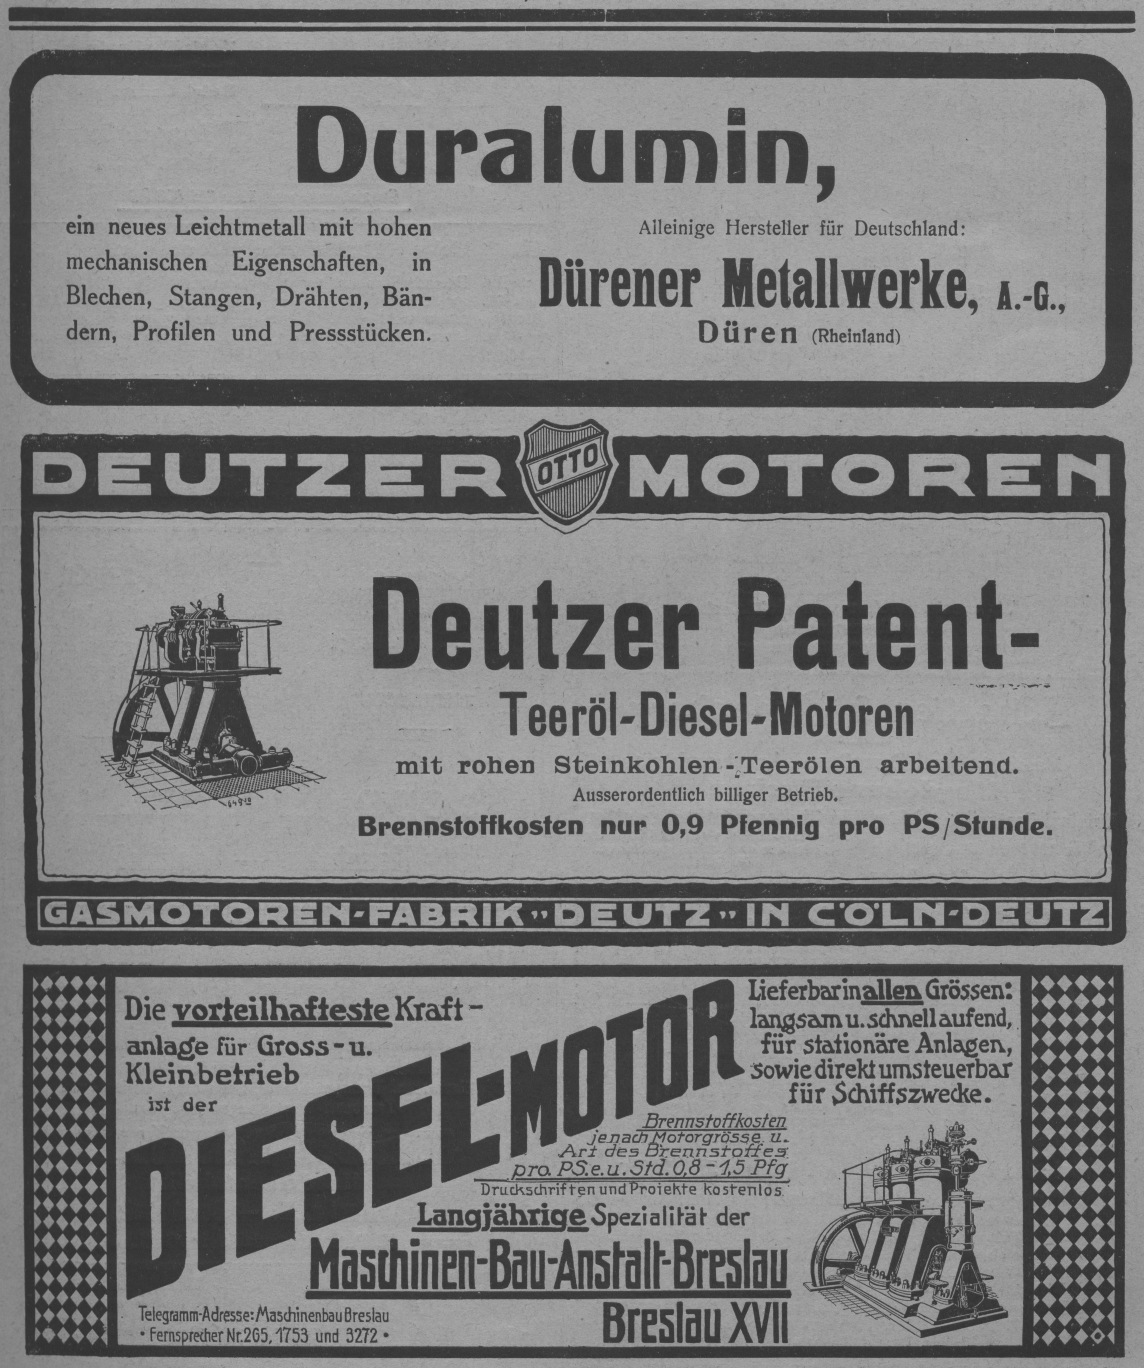 Duralumin,
ein neues Leichtmetall mit hohen
mechanischen Eigenschaften, in
Blechen, Stangen, Drähten, Bän-
dern, Profilen und Pressstücken.
Alleinige Hersteller für Deutschland:
Dürener Metallwerke, A.-G.,
Düren (Rheinland)
DEUTZER OTTO MOTOREN
Deutzer Patent-
Teeröl-Diesel-Motoren
mit rohen Steinkohlen-Teerölen arbeitend.
Ausserordentlich billiger Betrieb.
Brennstoffkosten nur 0,9 Pfennig pro PS/Stunde.
GASMOTOREN-FABRIK „DEUTZ" IN CÖLN-DEUTZ
Die vorteilhafteste Kraft-
anlage für Gross- u.
Kleinbetrieb
ist der
DIESEL-MOTOR
Lieferbar in allen Grössen:
langsam u. schnellaufend,
für stationäre Anlagen,
sowie direkt umsteuerbar
für Schiffszwecke.
Brennstoffkosten
je nach Motorgrösse u.
Art des Brennstoffes
pro PS.e.u. Std. 0,8-1,5 Pfg
Druckschriften und Projekte kostenlos
Langjährige Spezialität der
Maschinen-Bau-Anstalt-Breslau
Breslau XVII
Telegramm-Adresse: Maschinenbau Breslau
• Fernsprecher Nr. 265, 1753 und 3272 •